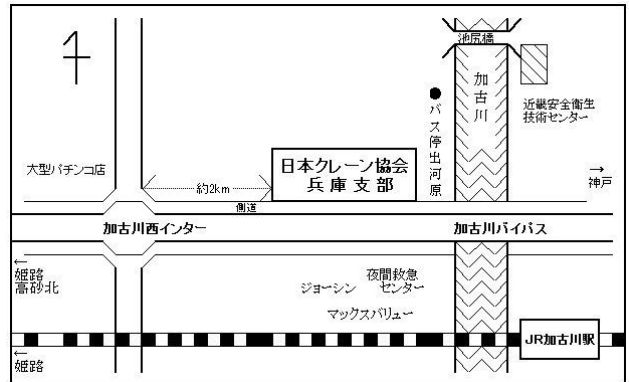 池尻橋
加古川
近畿安全衛生
技術センター
●バス停出河原
大型パチンコ店
約2km
日本クレーン協会
兵庫支部
→
神戸
側道
加古川西インター
加古川バイパス
←
姫路
高砂北
夜間救急
センター
ジョーシン
マックスバリュー
JR加古川駅
←
姫路